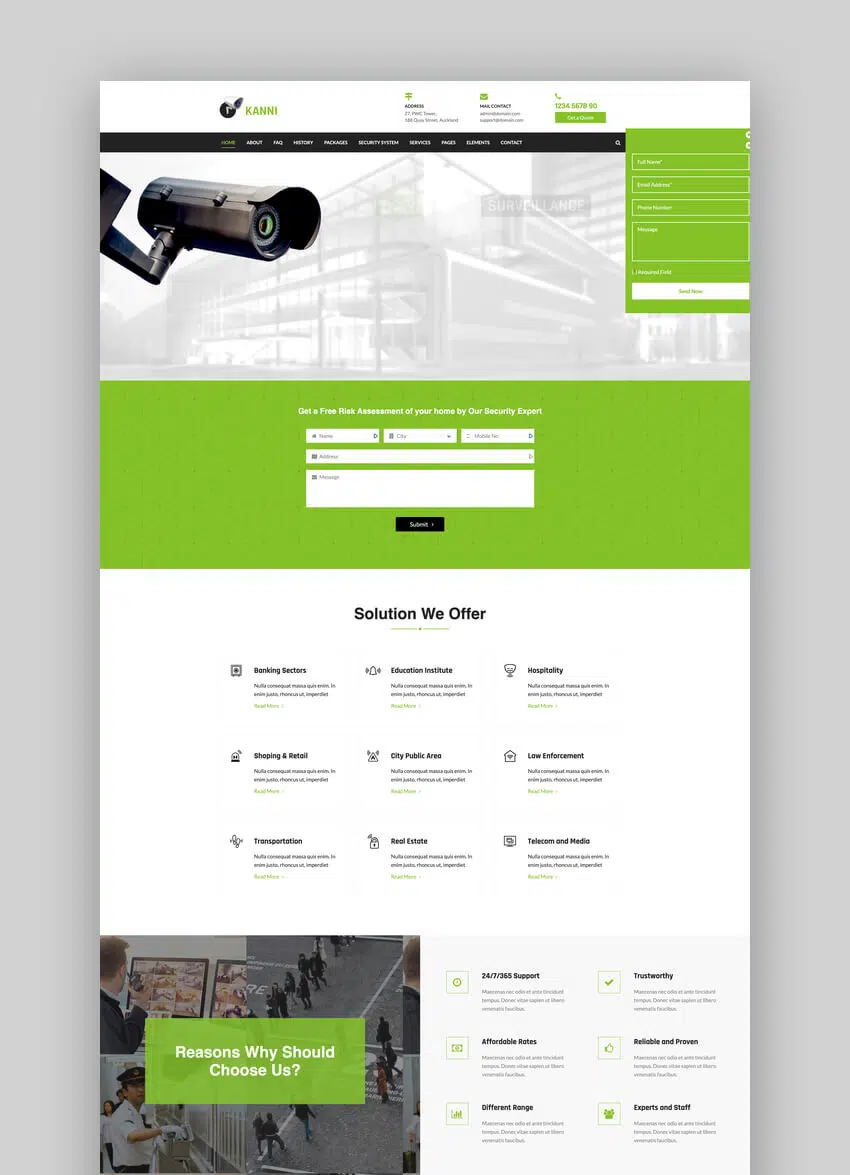 KANNI
ADDRESS
27, PWC Tower,
188 Quay Street, Auckland
MAIL CONTACT
admin@domain.com
support@domain.com
1234 5678 90
Get a Quote
HOME ABOUT FAQ HISTORY PACKAGES SECURITY SYSTEM SERVICES PAGES ELEMENTS CONTACT
SURVEILLANCE
Full Name*
Email Address*
Phone Number
Message
Required Field
Send Now
Get a Free Risk Assessment of your home by Our Security Expert
Name City Mobile No
Address
Message
Submit
Solution We Offer
Banking Sectors
Nulla consequat massa quis enim. In
enim justo, rhoncus ut, imperdiet
Read More
Education Institute
Nulla consequat massa quis enim. In
enim justo, rhoncus ut, imperdiet
Read More
Hospitality
Nulla consequat massa quis enim. In
enim justo, rhoncus ut, imperdiet
Read More
Shoping & Retail
Nulla consequat massa quis enim. In
enim justo, rhoncus ut, imperdiet
Read More
City Public Area
Nulla consequat massa quis enim. In
enim justo, rhoncus ut, imperdiet
Read More
Law Enforcement
Nulla consequat massa quis enim. In
enim justo, rhoncus ut, imperdiet
Read More
Transportation
Nulla consequat massa quis enim. In
enim justo, rhoncus ut, imperdiet
Read More
Real Estate
Nulla consequat massa quis enim. In
enim justo, rhoncus ut, imperdiet
Read More
Telecom and Media
Nulla consequat massa quis enim. In
enim justo, rhoncus ut, imperdiet
Read More
Reasons Why Should
Choose Us?
24/7/365 Support
Maecenas nec odio et ante tincidunt
tempus. Donec vitae sapien ut libero
venenatis faucibus.
Trustworthy
Maecenas nec odio et ante tincidunt
tempus. Donec vitae sapien ut libero
venenatis faucibus.
Affordable Rates
Maecenas nec odio et ante tincidunt
tempus. Donec vitae sapien ut libero
venenatis faucibus.
Reliable and Proven
Maecenas nec odio et ante tincidunt
tempus. Donec vitae sapien ut libero
venenatis faucibus.
Different Range
Maecenas nec odio et ante tincidunt
tempus. Donec vitae sapien ut libero
venenatis faucibus.
Experts and Staff
Maecenas nec odio et ante tincidunt
tempus. Donec vitae sapien ut libero
venenatis faucibus.